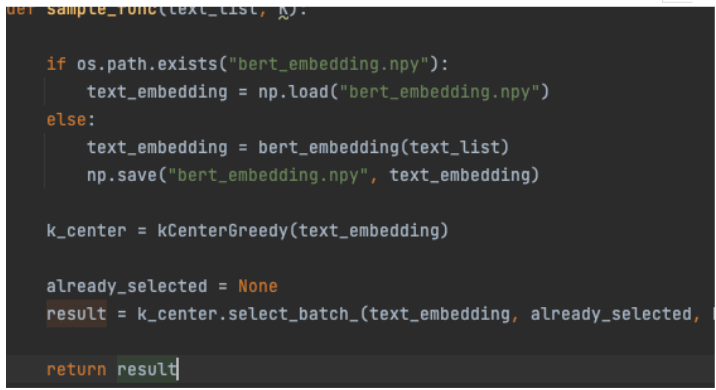 def sample_func(text_list, K):
if os.path.exists("bert_embedding.npy"):
text_embedding = np.load("bert_embedding.npy")
else:
text_embedding = bert_embedding(text_list)
np.save("bert_embedding.npy", text_embedding)
k_center = kCenterGreedy(text_embedding)
already_selected = None
result = k_center.select_batch_(text_embedding, already_selected,
return result